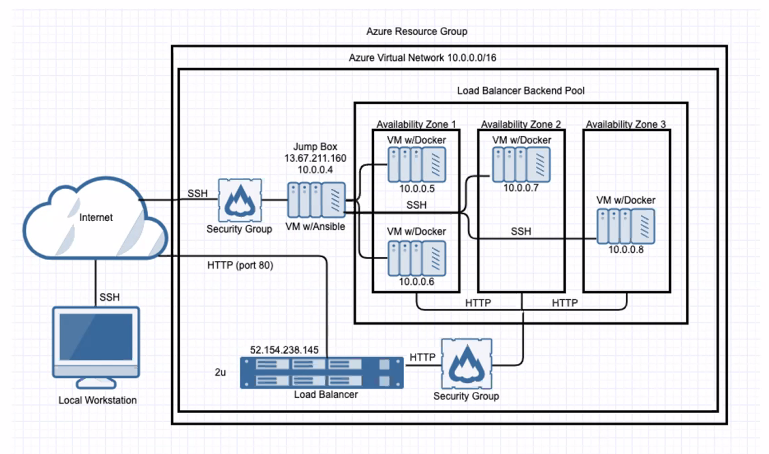 Azure Resource Group
Azure Virtual Network 10.0.0.0/16
Load Balancer Backend Pool
Availability Zone 1
Availability Zone 2
Availability Zone 3
Jump Box
13.67.211.160
10.0.0.4
VM w/Docker
10.0.0.5
VM w/Docker
10.0.0.7
SSH
Security Group
VM w/Ansible
SSH
VM w/Docker
10.0.0.6
SSH
VM w/Docker
10.0.0.8
Internet
HTTP (port 80)
SSH
HTTP
HTTP
52.154.238.145
2u
Load Balancer
HTTP
Security Group
Local Workstation